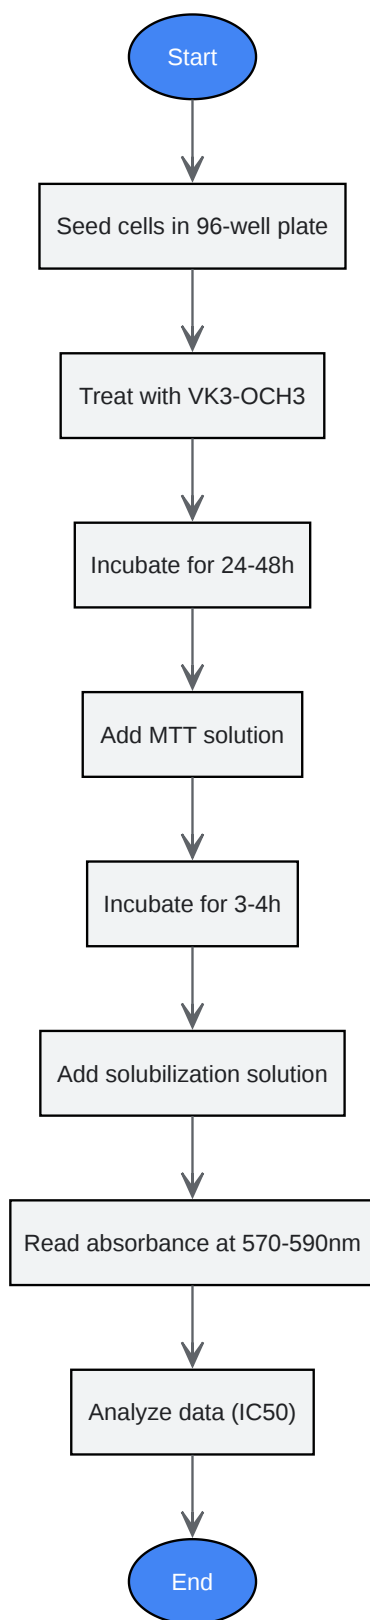 Start
Seed cells in 96-well plate
Treat with VK3-OCH3
Incubate for 24-48h
Add MTT solution
Incubate for 3-4h
Add solubilization solution
Read absorbance at 570-590nm
Analyze data (IC50)
End